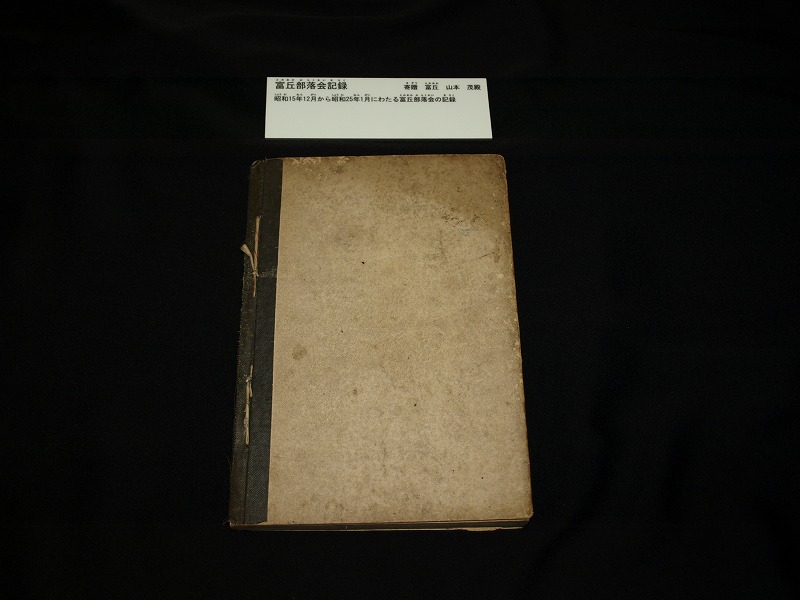 富丘部落会記録　寄贈　富丘　山本　茂殿
昭和15年12月から昭和25年1月にわたる富丘部落会の記録